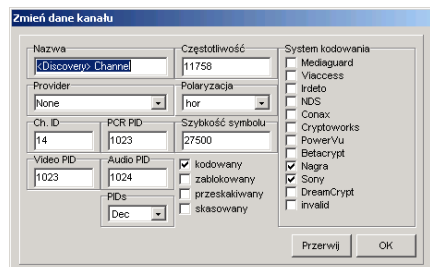 Zmień dane kanału
Nazwa
<Discovery> Channel
Częstotliwość
11758
System kodowania
Mediaguard
Viaccess
Irdeto
NDS
Conax
Cryptoworks
PowerVu
Betacrypt
Nagra
Sony
DreamCrypt
invalid
Provider
None
Polaryzacja
hor
Ch. ID
14
PCR PID
1023
Szybkość symbolu
27500
Video PID
1023
Audio PID
1024
kodowany
zablokowany
przeskakiwany
skasowany
PIDs
Dec
Przerwij
OK